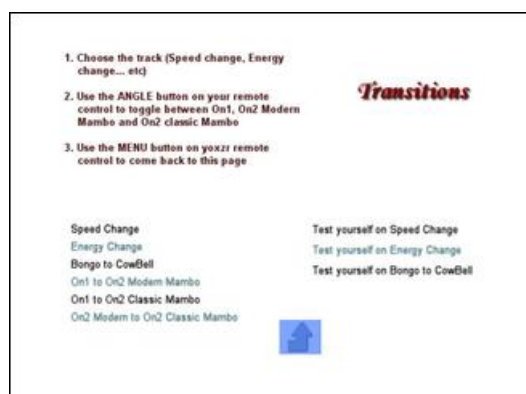 1. Choose the track (Speed change, Energy
change... etc)
Transitions
2. Use the ANGLE button on your remote
control to toggle between On1, On2 Modern
Mambo and On2 classic Mambo
3. Use the MENU button on yoxzr remote
control to come back to this page
Speed Change
Energy Change
Bongo to CowBell
On1 to On2 Modern Mambo
On1 to On2 Classic Mambo
On2 Modern to On2 Classic Mambo
Test yourself on Speed Change
Test yourself on Energy Change
Test yourself on Bongo to CowBell